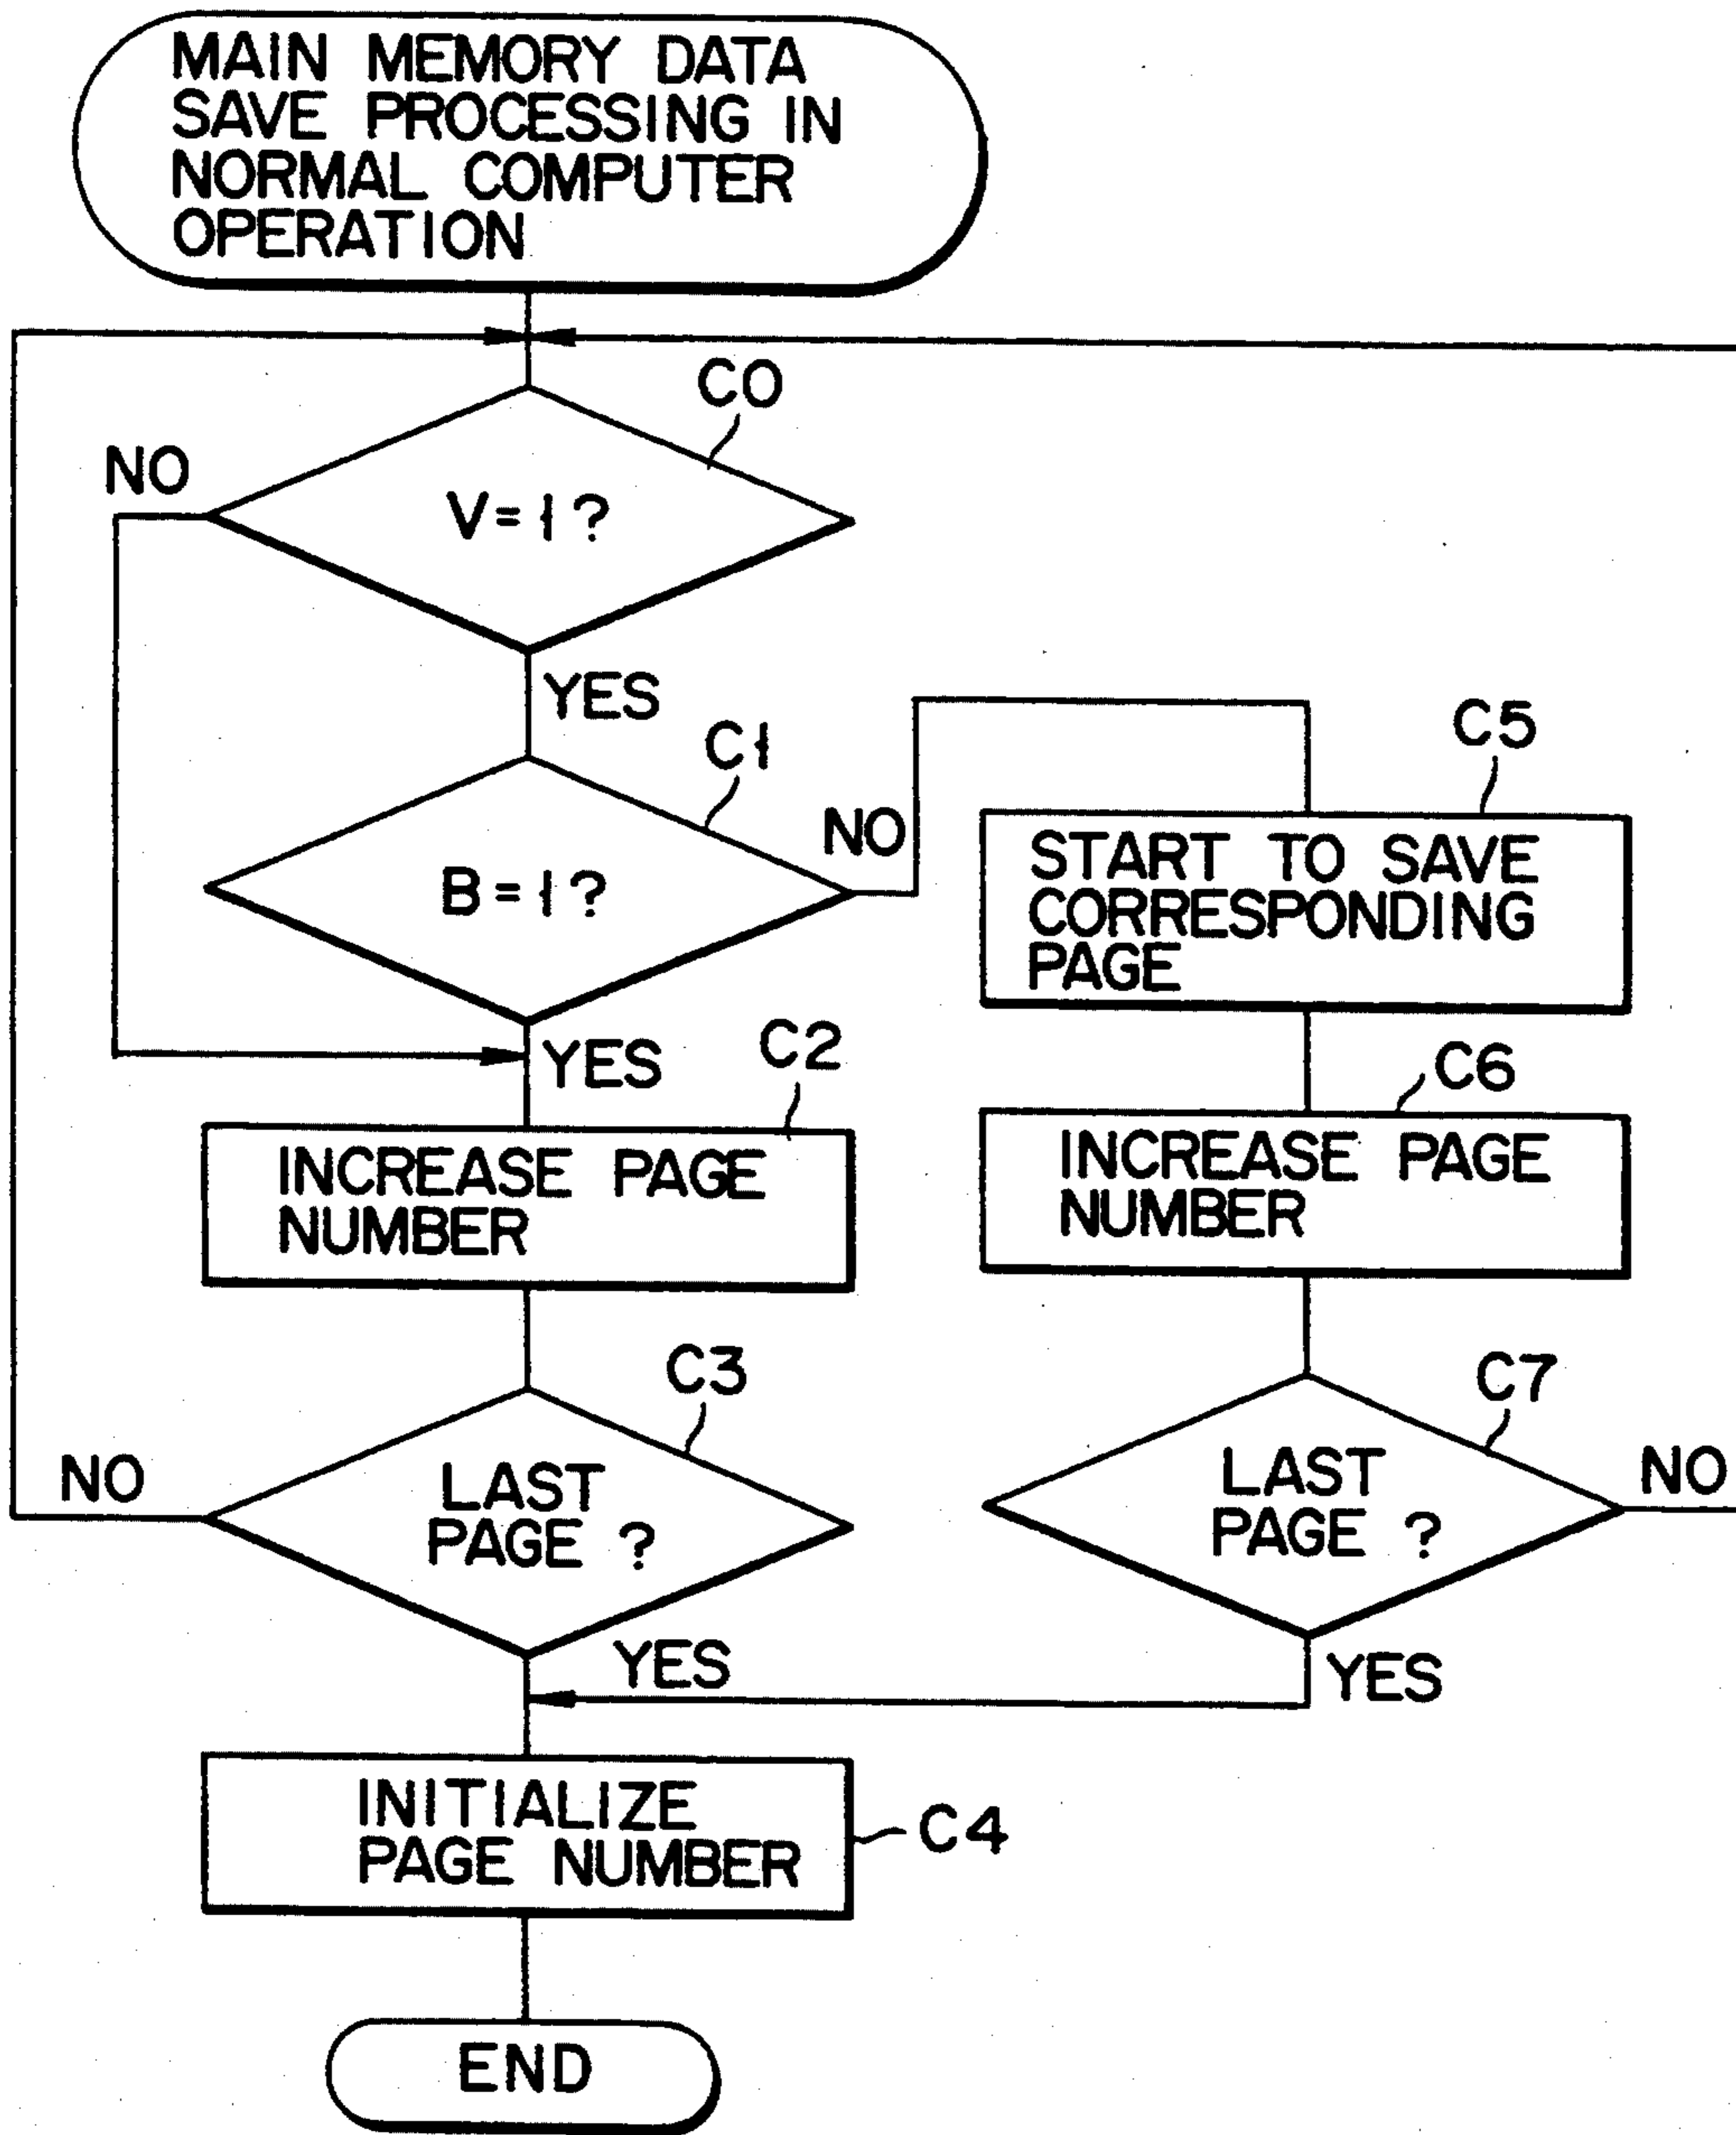 MAIN MEMORY DATA
SAVE PROCESSING IN
NORMAL COMPUTER
OPERATION
C0
NO
V=1?
YES
C1
NO
B=1?
YES
C5
START TO SAVE
CORRESPONDING
PAGE
C2
INCREASE PAGE
NUMBER
C6
INCREASE PAGE
NUMBER
C3
NO
LAST
PAGE ?
YES
C7
LAST
PAGE ?
NO
YES
INITIALIZE
PAGE NUMBER
C4
END